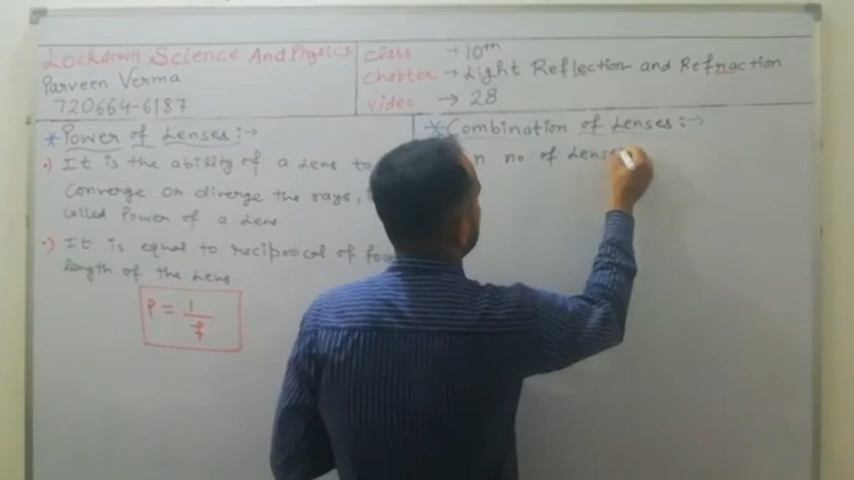 Lockdown Science And Physics
Parveen Verma
720664-6187
Class → 10th
Chapter → Light Reflection and Refraction
Video → 28
*Power of Lenses:→
•) It is the ability of a Lens to
Converge or diverge the rays,
Called Power of a Lens
•) It is equal to reciprocal of
length of the Lens
P = 1/f
*Combination of Lenses:→
n no of